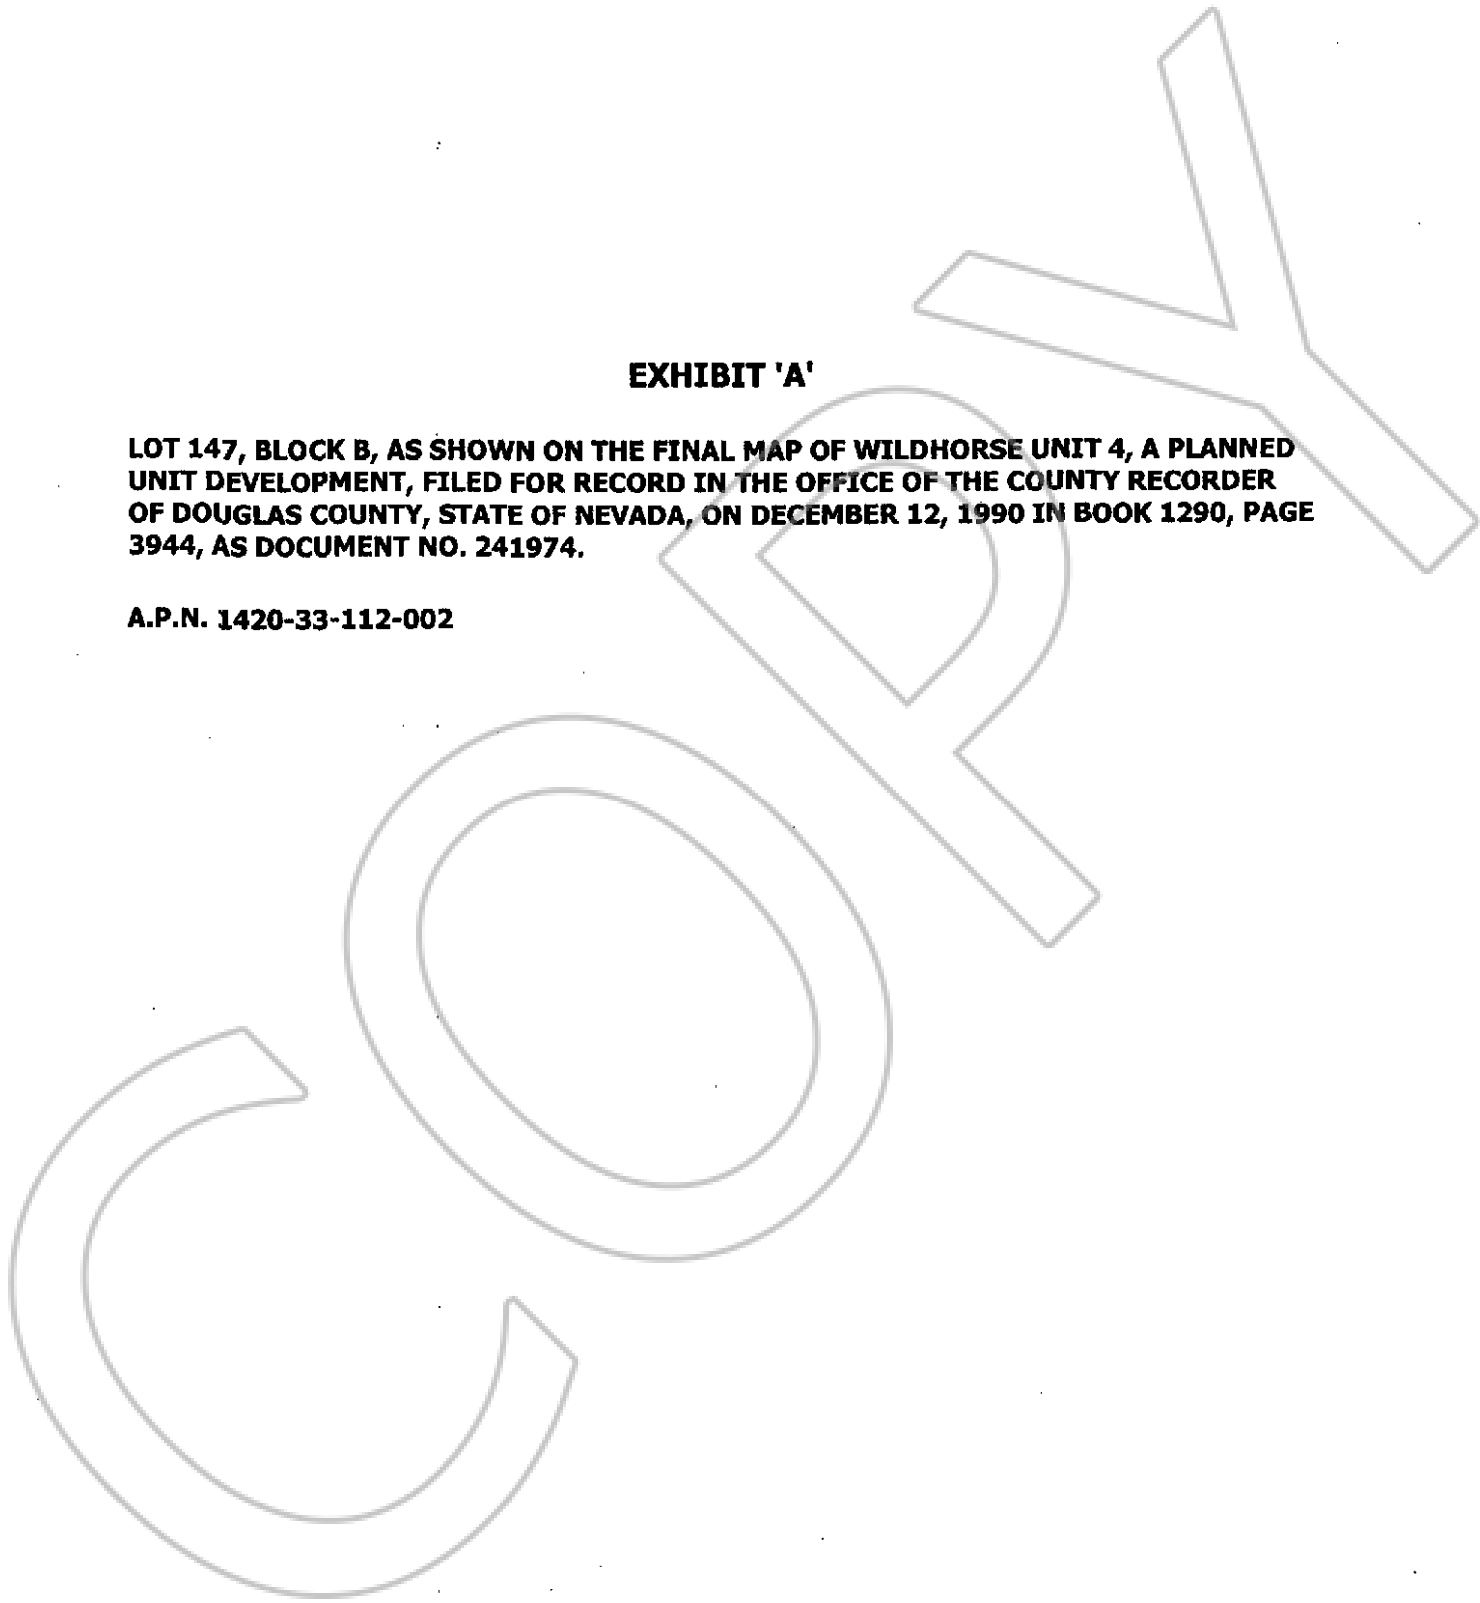 EXHIBIT 'A'
LOT 147, BLOCK B, AS SHOWN ON THE FINAL MAP OF WILDHORSE UNIT 4, A PLANNED
UNIT DEVELOPMENT, FILED FOR RECORD IN THE OFFICE OF THE COUNTY RECORDER
OF DOUGLAS COUNTY, STATE OF NEVADA, ON DECEMBER 12, 1990 IN BOOK 1290, PAGE
3944, AS DOCUMENT NO. 241974.
A.P.N. 1420-33-112-002
COPY